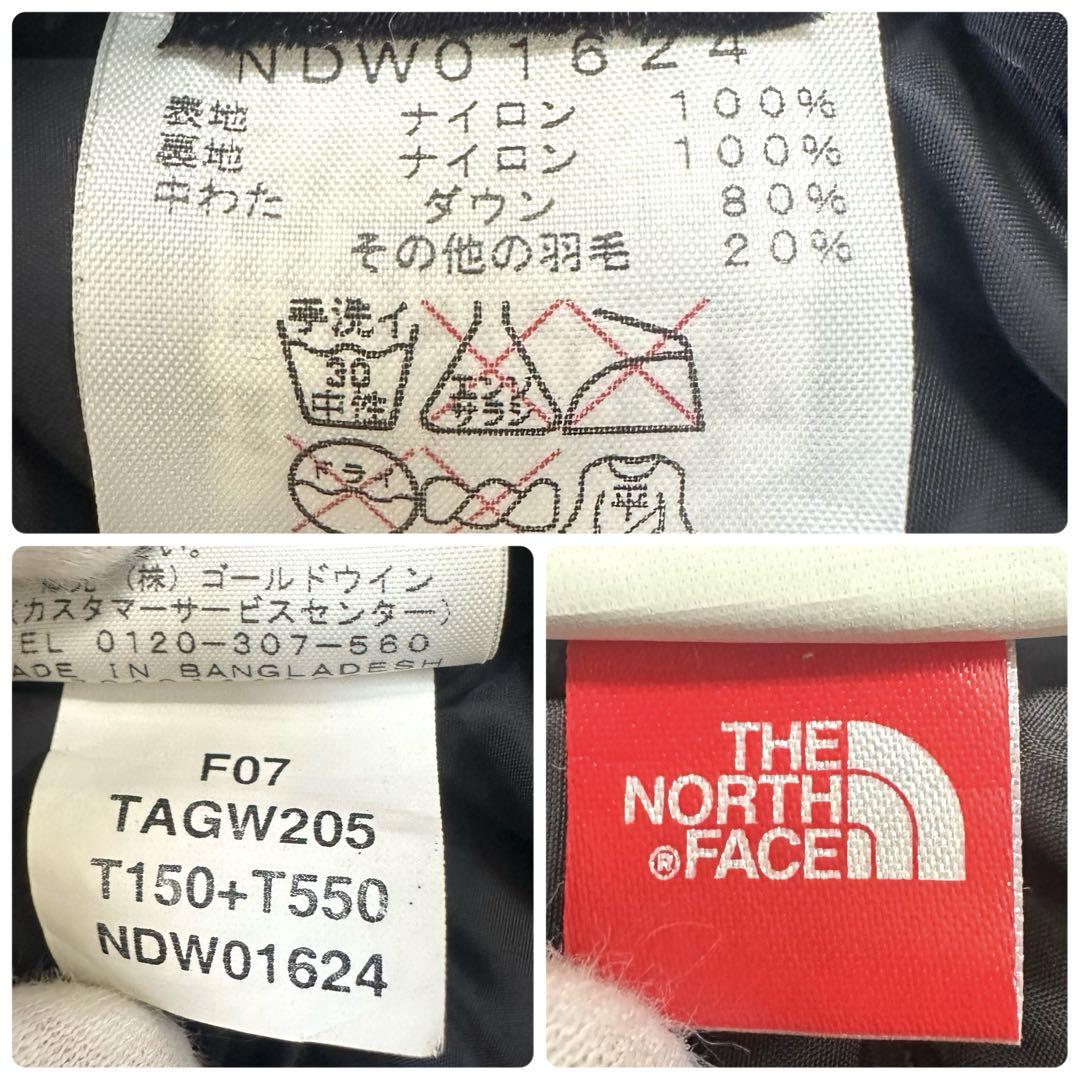 NDW01624
表地 ナイロン 100%
側地 ナイロン 100%
中わた ダウン 80%
その他の羽毛 20%
手洗イ
30
中性
エンソ
サラシ
ドライ
平
い。
(株) ゴールドウイン
(カスタマーサービスセンター)
EL 0120-307-560
ADE IN BANGLADESH
F07
TAGW205
T150+T550
NDW01624
THE
NORTH
®FACE